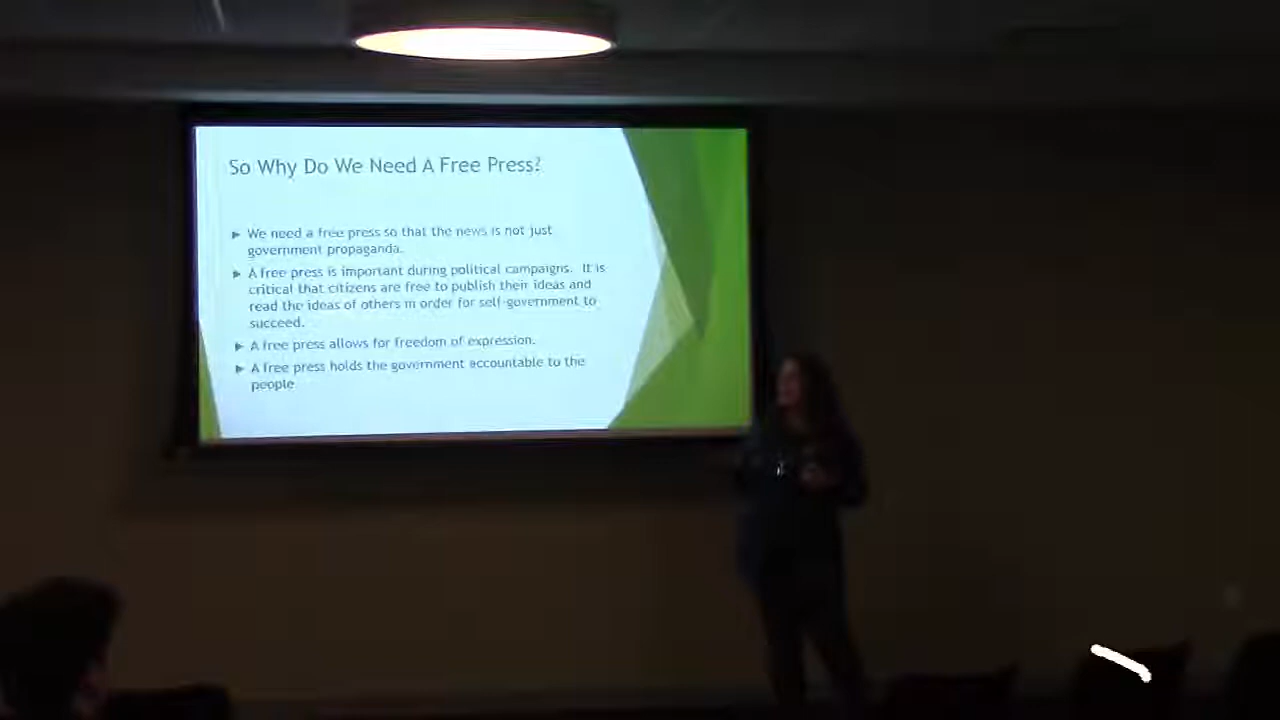 So Why Do We Need A Free Press?
We need a free press so that the news is not just
government propaganda.
A free press is important during political campaigns. It is
critical that citizens are free to publish their ideas and
read the ideas of others in order for self-government to
succeed.
A free press allows for freedom of expression.
A free press holds the government accountable to the
people